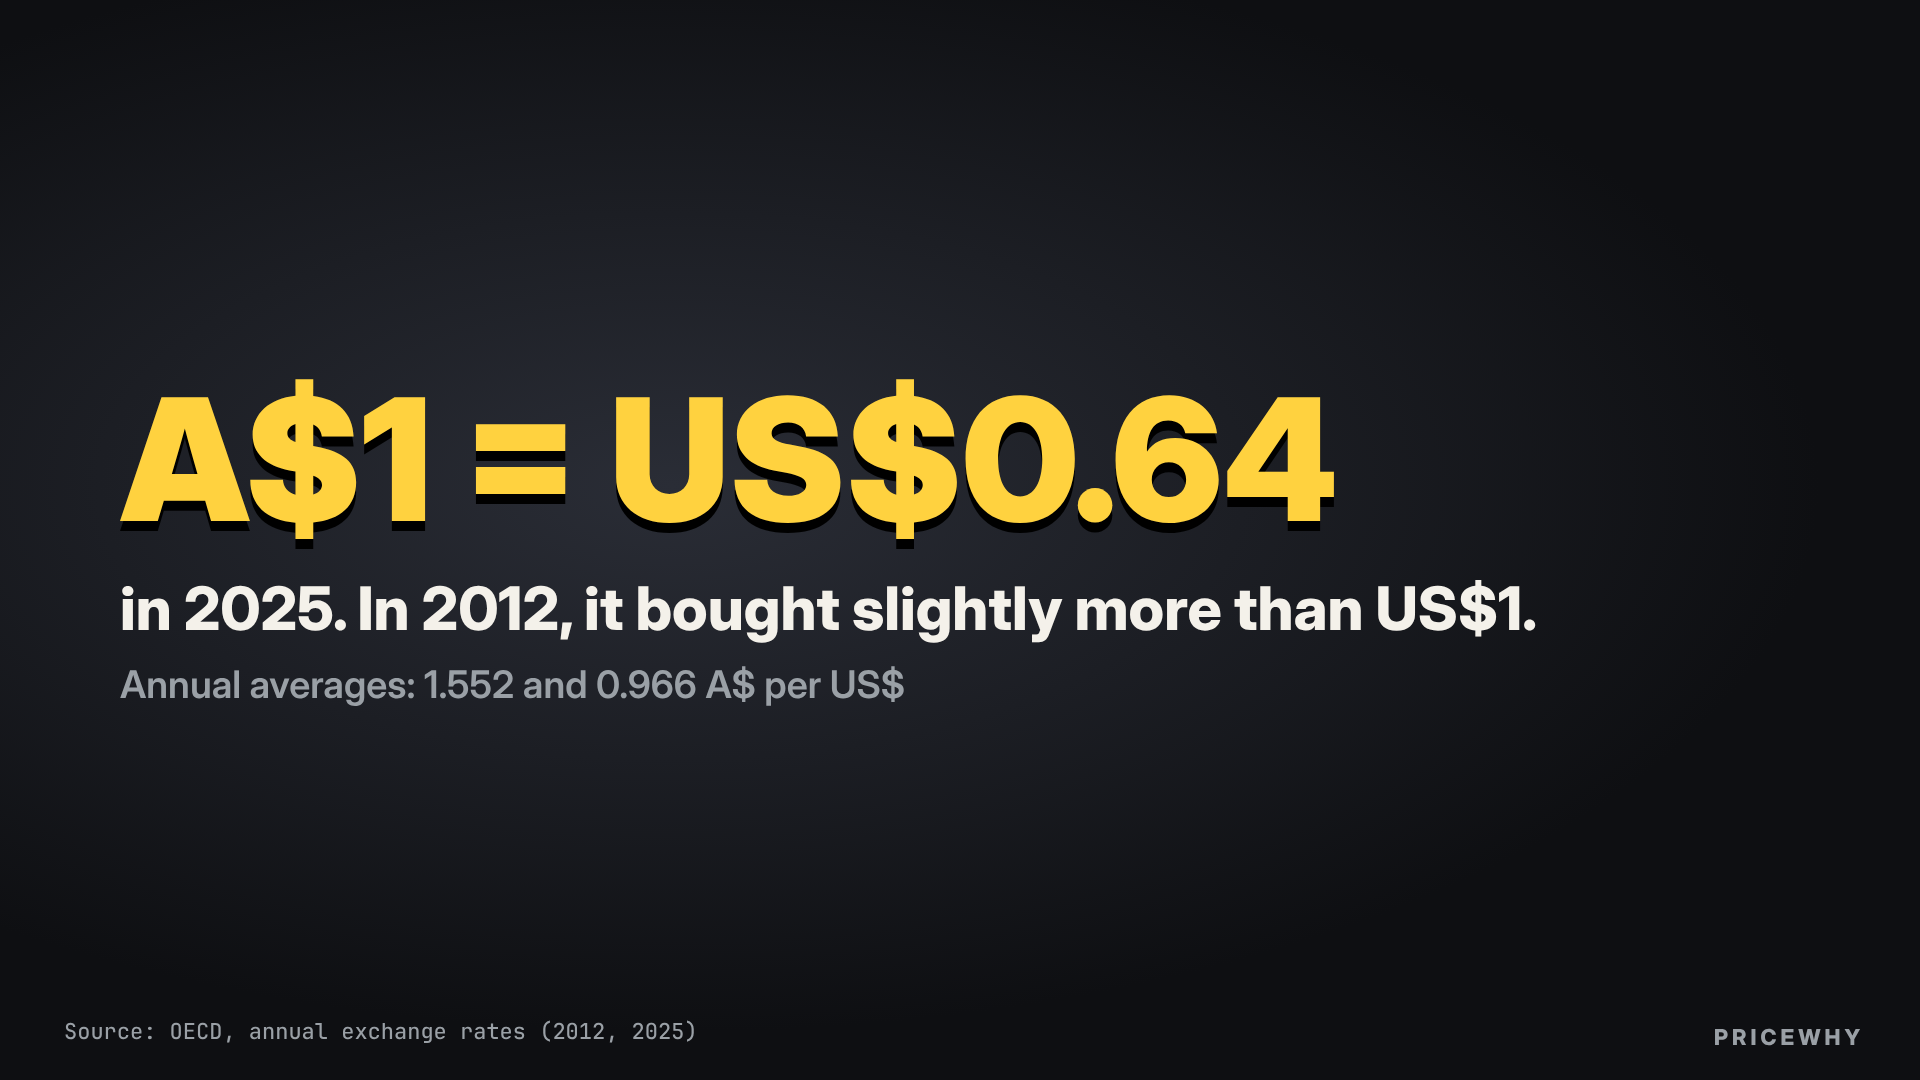 A$1 = US$0.64
in 2025. In 2012, it bought slightly more than US$1.
Annual averages: 1.552 and 0.966 A$ per US$
Source: OECD, annual exchange rates (2012, 2025)
PRICEWHY